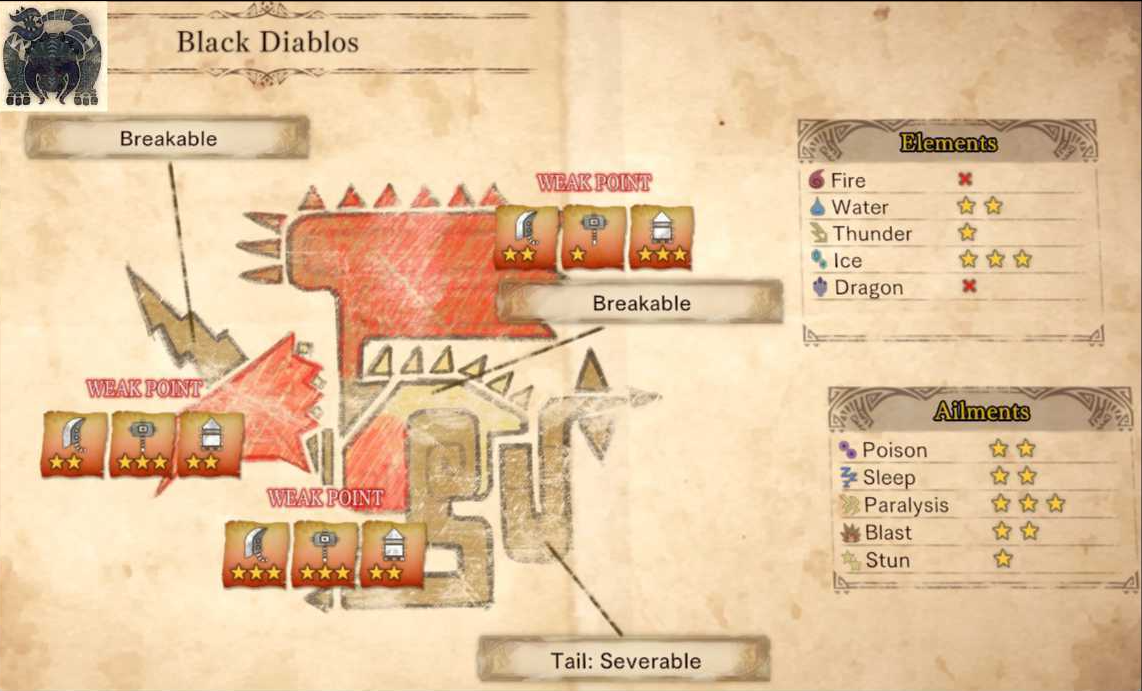 Black Diablos
Breakable
WEAK POINT
Breakable
WEAK POINT
WEAK POINT
Tail: Severable
Elements
Fire
Water
Thunder
Ice
Dragon
Ailments
Poison
Sleep
Paralysis
Blast
Stun